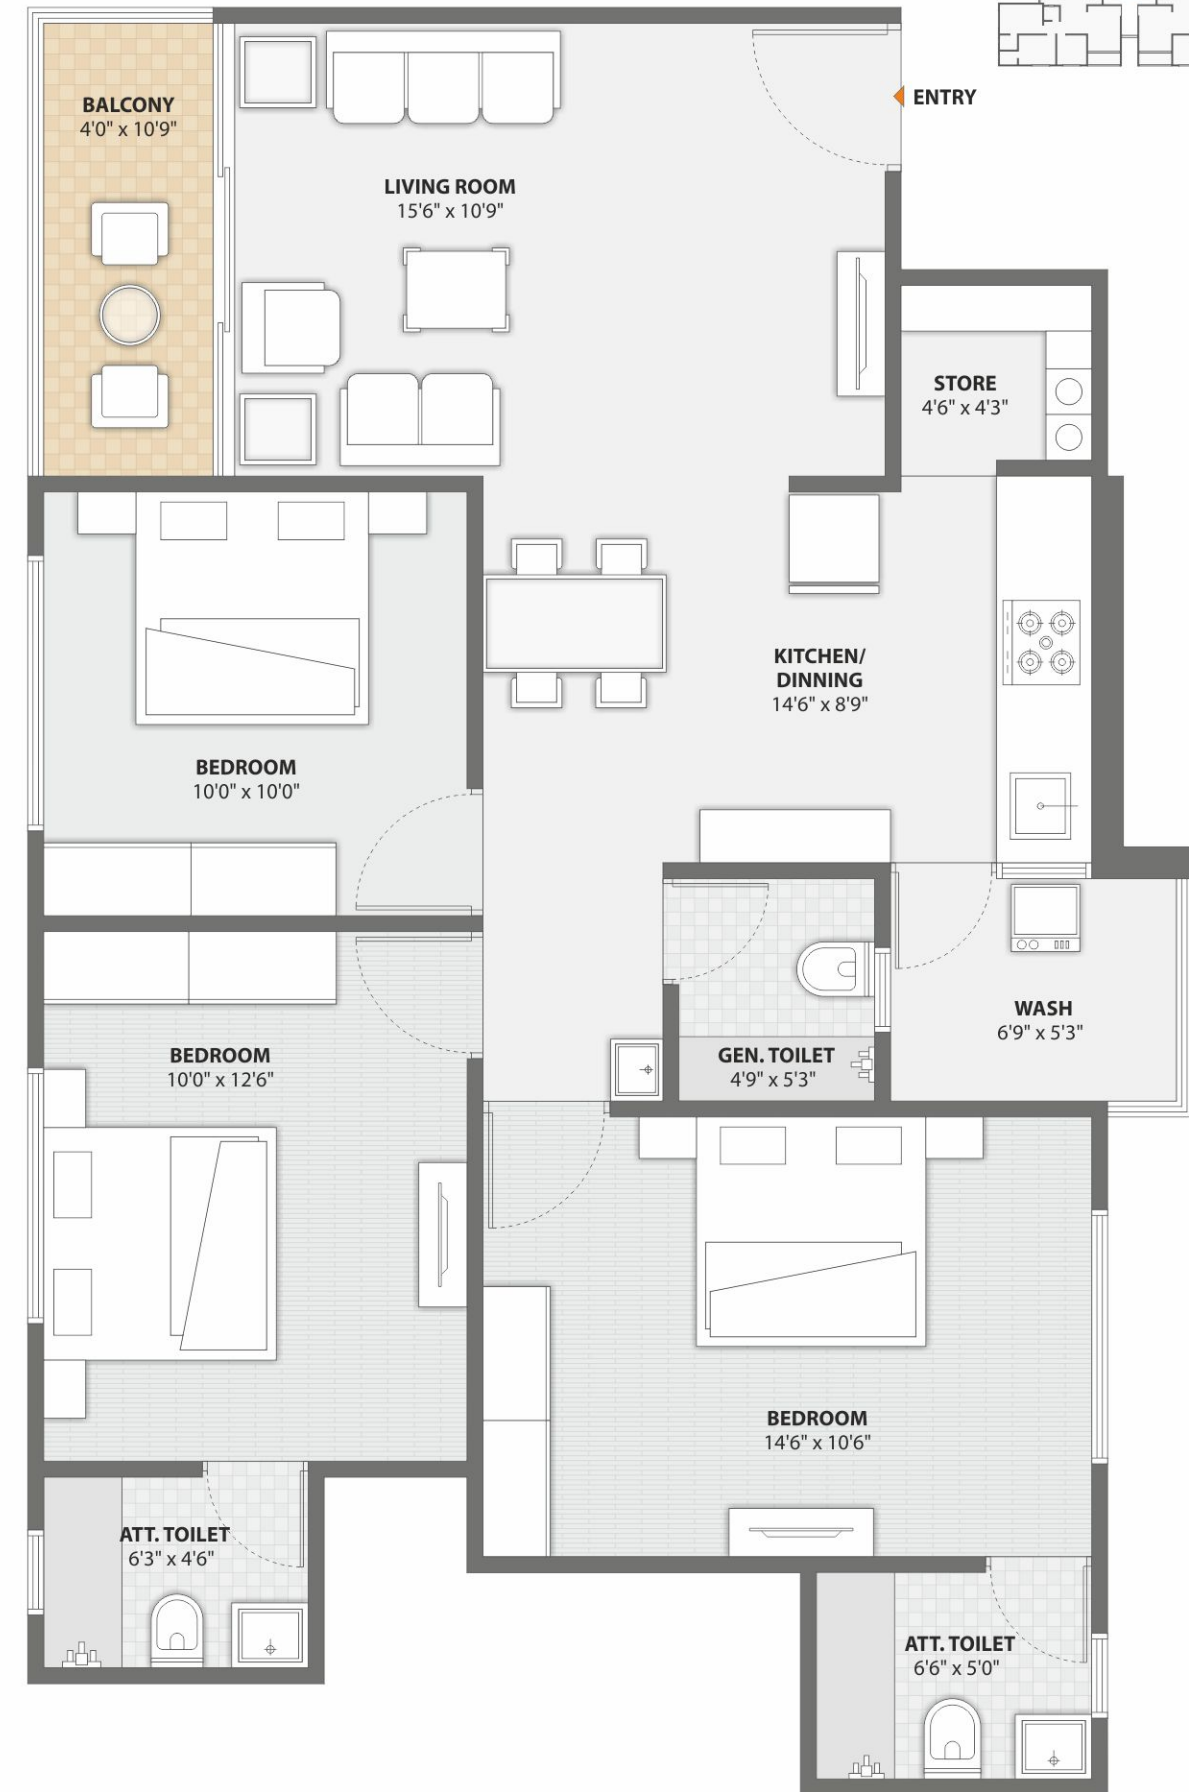 BALCONY
4'0" x 10'9"
ENTRY
LIVING ROOM
15'6" x 10'9"
STORE
4'6" x 4'3"
KITCHEN/
DINNING
14'6" x 8'9"
BEDROOM
10'0" x 10'0"
WASH
6'9" x 5'3"
BEDROOM
10'0" x 12'6"
GEN. TOILET
4'9" x 5'3"
BEDROOM
14'6" x 10'6"
ATT. TOILET
6'3" x 4'6"
ATT. TOILET
6'6" x 5'0"